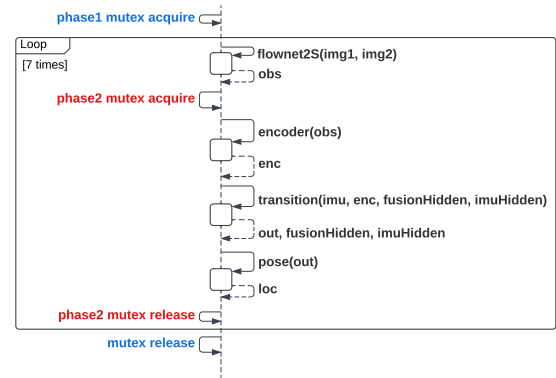 phase1 mutex acquire
Loop
[7 times]
flownet2S(img1, img2)
obs
phase2 mutex acquire
encoder(obs)
enc
transition(imu, enc, fusionHidden, imuHidden)
out, fusionHidden, imuHidden
pose(out)
loc
phase2 mutex release
mutex release